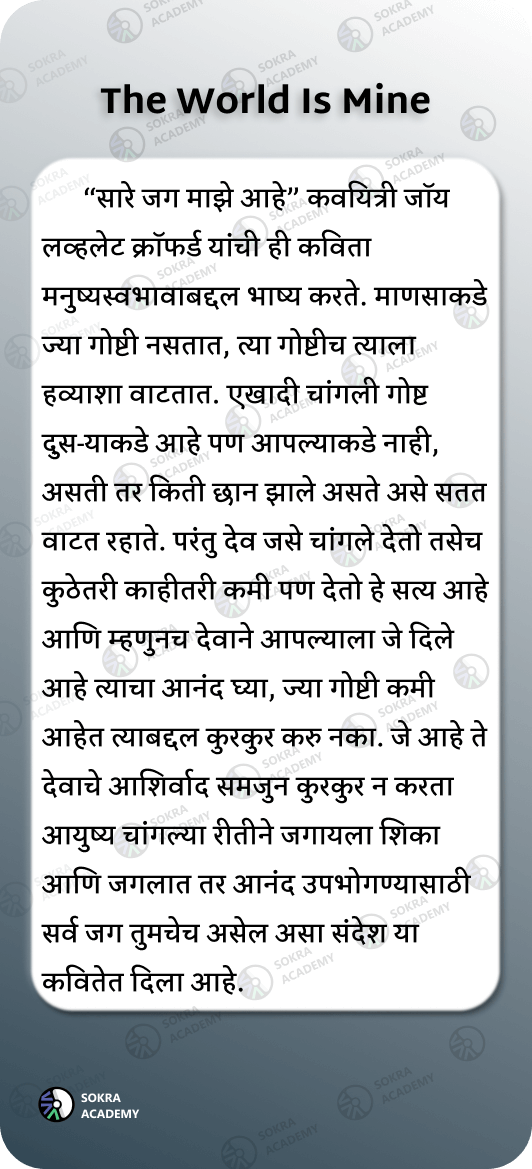 The World Is Mine
“सारे जग माझे आहे” कवयित्री जॉय
लव्हलेट क्रॉफर्ड यांची ही कविता
मनुष्यस्वभावाबद्दल भाष्य करते. माणसाकडे
ज्या गोष्टी नसतात, त्या गोष्टीच त्याला
हव्याशा वाटतात. एखादी चांगली गोष्ट
दुस-याकडे आहे पण आपल्याकडे नाही,
असती तर किती छान झाले असते असे सतत
वाटत रहाते. परंतु देव जसे चांगले देतो तसेच
कुठेतरी काहीतरी कमी पण देतो हे सत्य आहे
आणि म्हणुनच देवाने आपल्याला जे दिले
आहे त्याचा आनंद घ्या, ज्या गोष्टी कमी
आहेत त्याबद्दल कुरकुर करु नका. जे आहे ते
देवाचे आशिर्वाद समजुन कुरकुर न करता
आयुष्य चांगल्या रीतीने जगायला शिका
आणि जगलात तर आनंद उपभोगण्यासाठी
सर्व जग तुमचेच असेल असा संदेश या
कवितेत दिला आहे.
SOKRA
ACADEMY